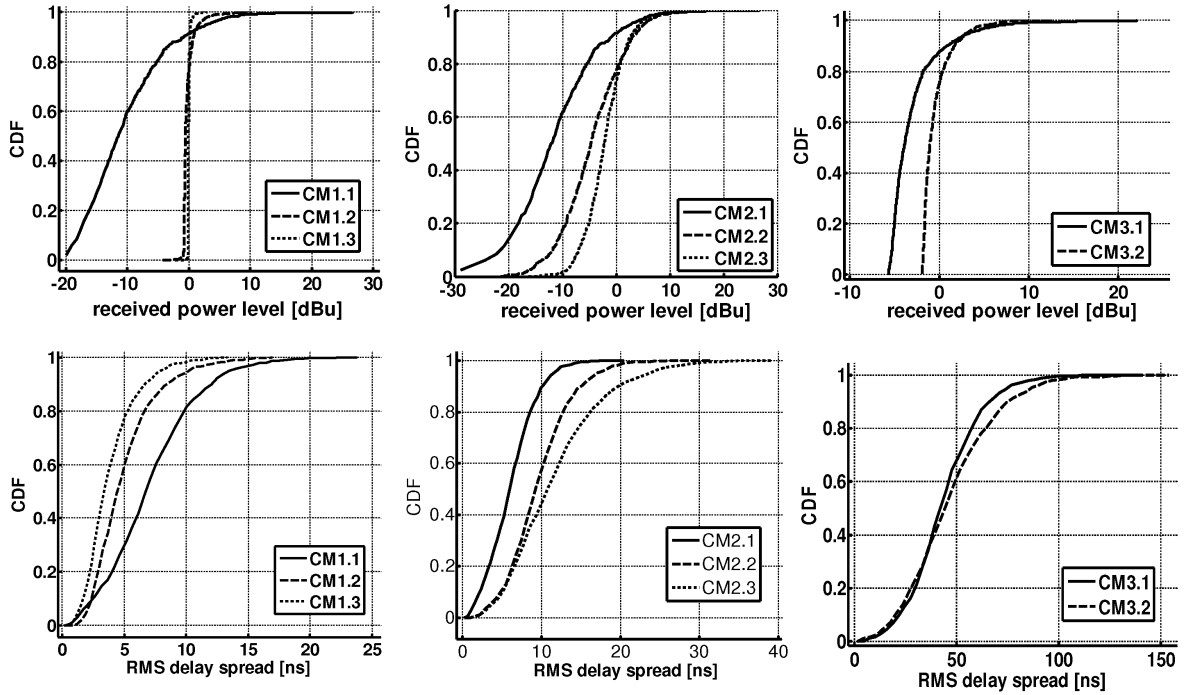 1
0.8
0.6
0.4
0.2
0
CDF
-20 -10 0 10 20 30
received power level [dBu]
CM1.1
CM1.2
CM1.3
1
0.8
0.6
0.4
0.2
0
CDF
-30 -20 -10 0 10 20 30
received power level [dBu]
CM2.1
CM2.2
CM2.3
1
0.8
0.6
0.4
0.2
0
CDF
-10 0 10 20
received power level [dBu]
CM3.1
CM3.2
1
0.8
0.6
0.4
0.2
0
CDF
0 5 10 15 20 25
RMS delay spread [ns]
CM1.1
CM1.2
CM1.3
1
0.8
0.6
0.4
0.2
0
CDF
0 10 20 30 40
RMS delay spread [ns]
CM2.1
CM2.2
CM2.3
1
0.8
0.6
0.4
0.2
0
CDF
0 50 100 150
RMS delay spread [ns]
CM3.1
CM3.2